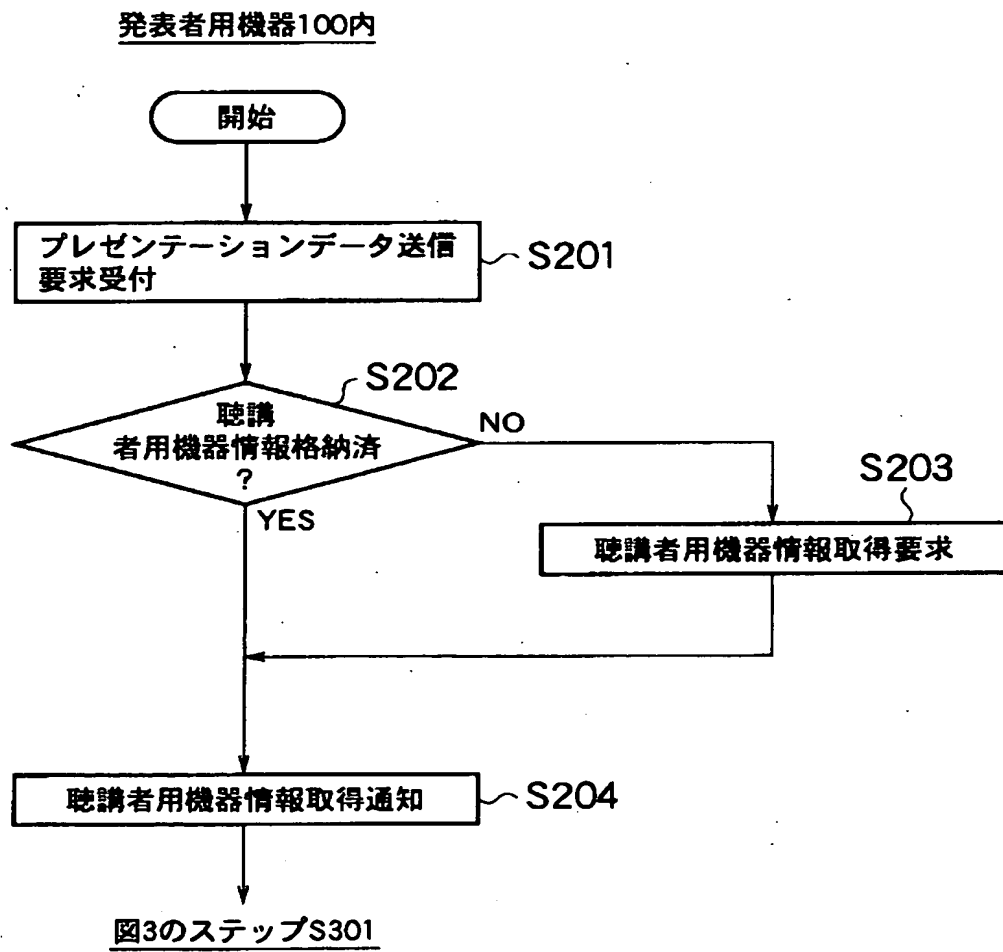 発表者用機器100内
開始
プレゼンテーションデータ送信
要求受付
S201
S202
聴講
者用機器情報格納済
?
NO
YES
S203
聴講者用機器情報取得要求
聴講者用機器情報取得通知
S204
図3のステップS301